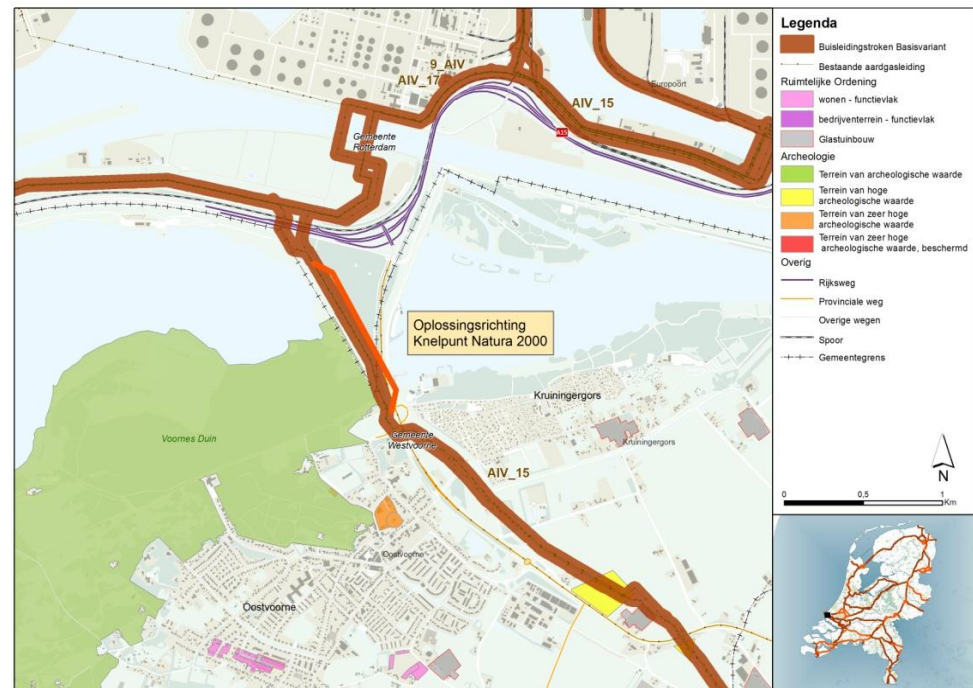 9_AIV
AIV_17
AIV_15
Europoort
A15
Gemeente
Rotterdam
Oplossingsrichting
Knelpunt Natura 2000
Kruiningergors
Kruiningergors
Voornes Duin
Gemeente
Westvoorne
AIV_15
Oostvoorne
Oostvoorne
Legenda
Buisleidingstroken Basisvariant
Bestaande aardgasleiding
Ruimtelijke Ordening
wonen - functievlak
bedrijventerrein - functievlak
Glastuinbouw
Archeologie
Terrein van archeologische waarde
Terrein van hoge
archeologische waarde
Terrein van zeer hoge
archeologische waarde
Terrein van zeer hoge
archeologische waarde, beschermd
Overig
Rijksweg
Provinciale weg
Overige wegen
Spoor
Gemeentegrens
N
0 0,5 1
Km